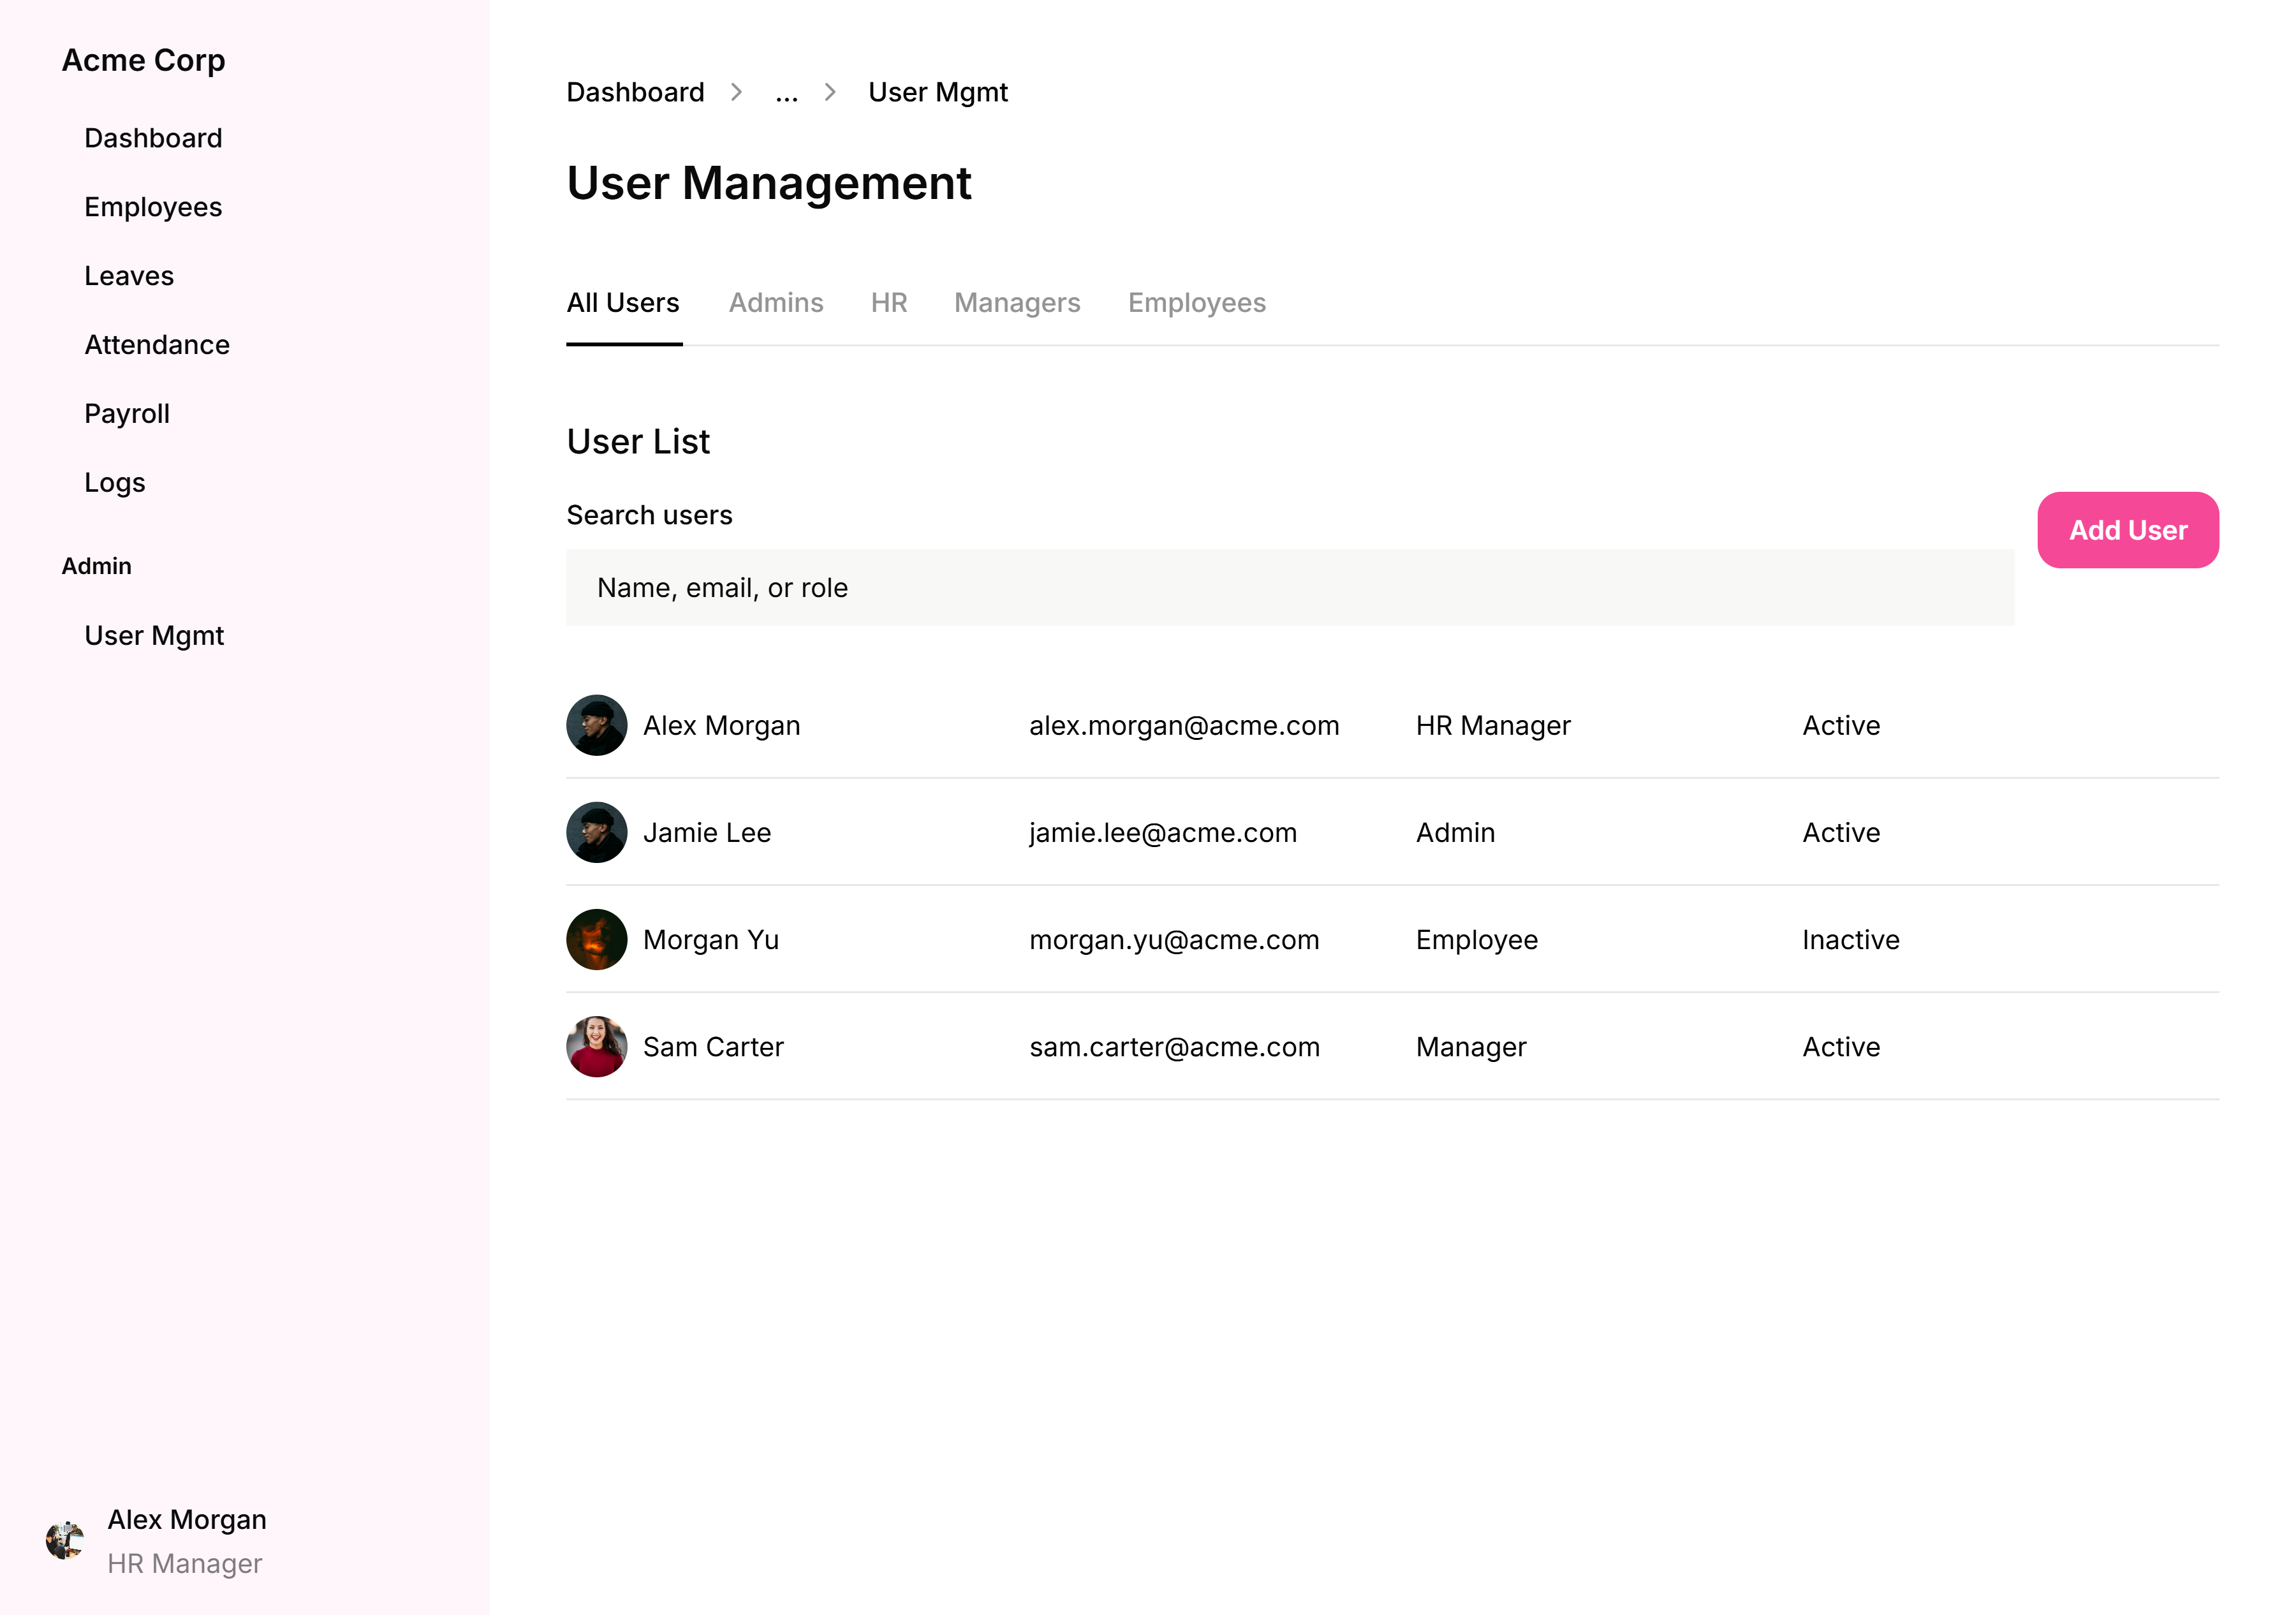 Acme Corp
Dashboard
Employees
Leaves
Attendance
Payroll
Logs
Admin
User Mgmt
Alex Morgan
HR Manager
Dashboard ... User Mgmt
User Management
All Users Admins HR Managers Employees
User List
Search users
Name, email, or role
Add User
Alex Morgan alex.morgan@acme.com HR Manager Active
Jamie Lee jamie.lee@acme.com Admin Active
Morgan Yu morgan.yu@acme.com Employee Inactive
Sam Carter sam.carter@acme.com Manager Active